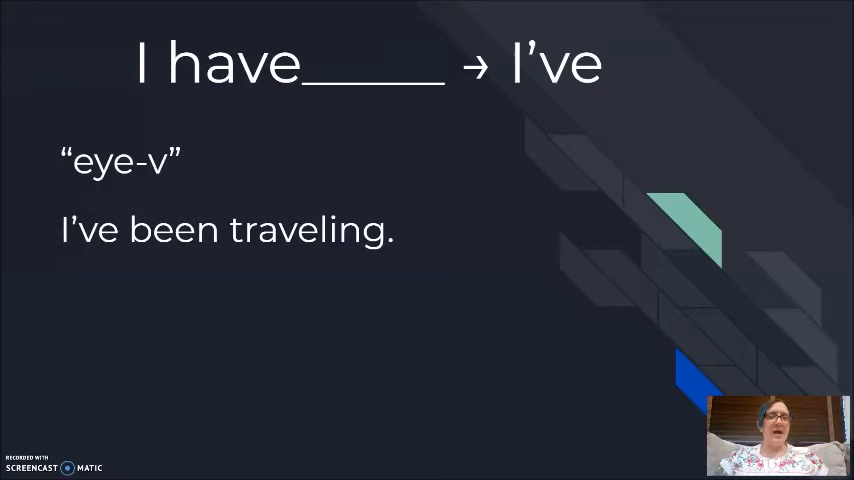 I have_____ → I’ve
“eye-v”
I’ve been traveling.
RECORDED WITH
SCREENCAST MATIC